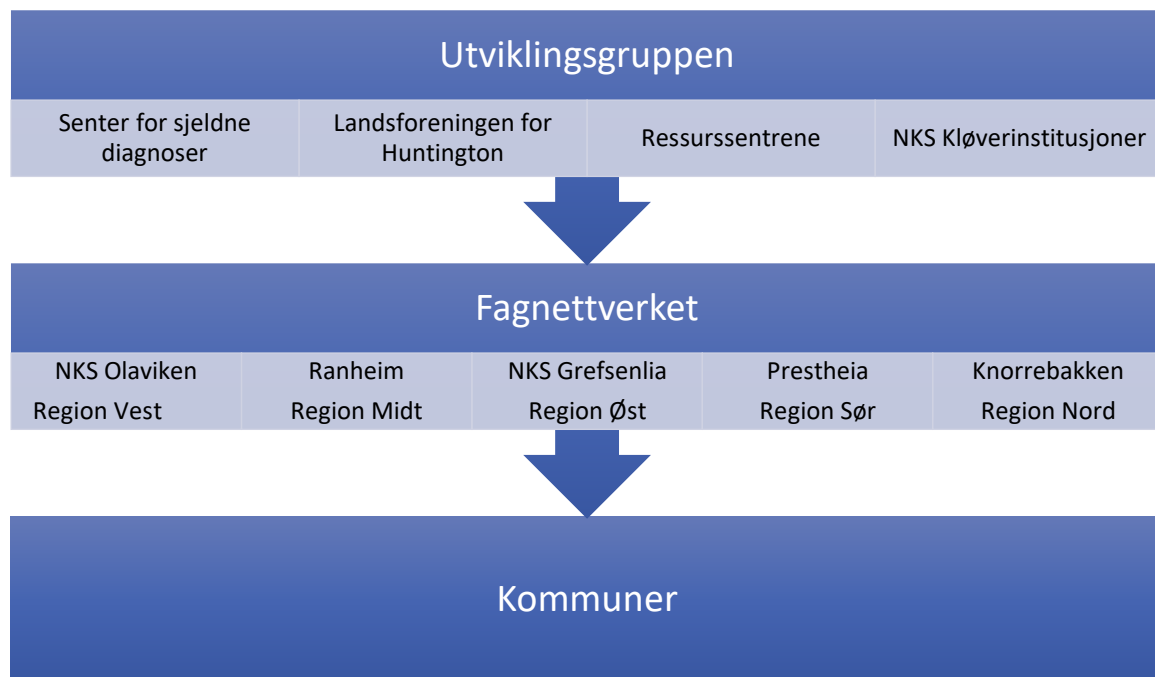 Utviklingsgruppen
Senter for sjeldne
diagnoser
Landsforeningen for
Huntington
Ressurssentrene
NKS Kløverinstitusjoner
Fagnettverket
NKS Olaviken
Region Vest
Ranheim
Region Midt
NKS Grefsenlia
Region Øst
Prestheia
Region Sør
Knorrebakken
Region Nord
Kommuner